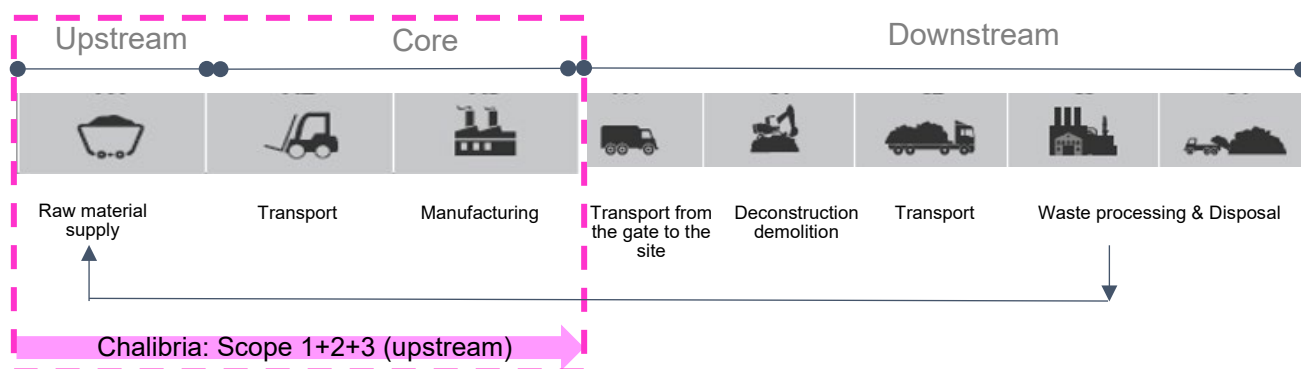 Upstream
Core
Downstream
Raw material
supply
Transport
Manufacturing
Transport from
the gate to the
site
Deconstruction
demolition
Transport
Waste processing & Disposal
Chalibria: Scope 1+2+3 (upstream)